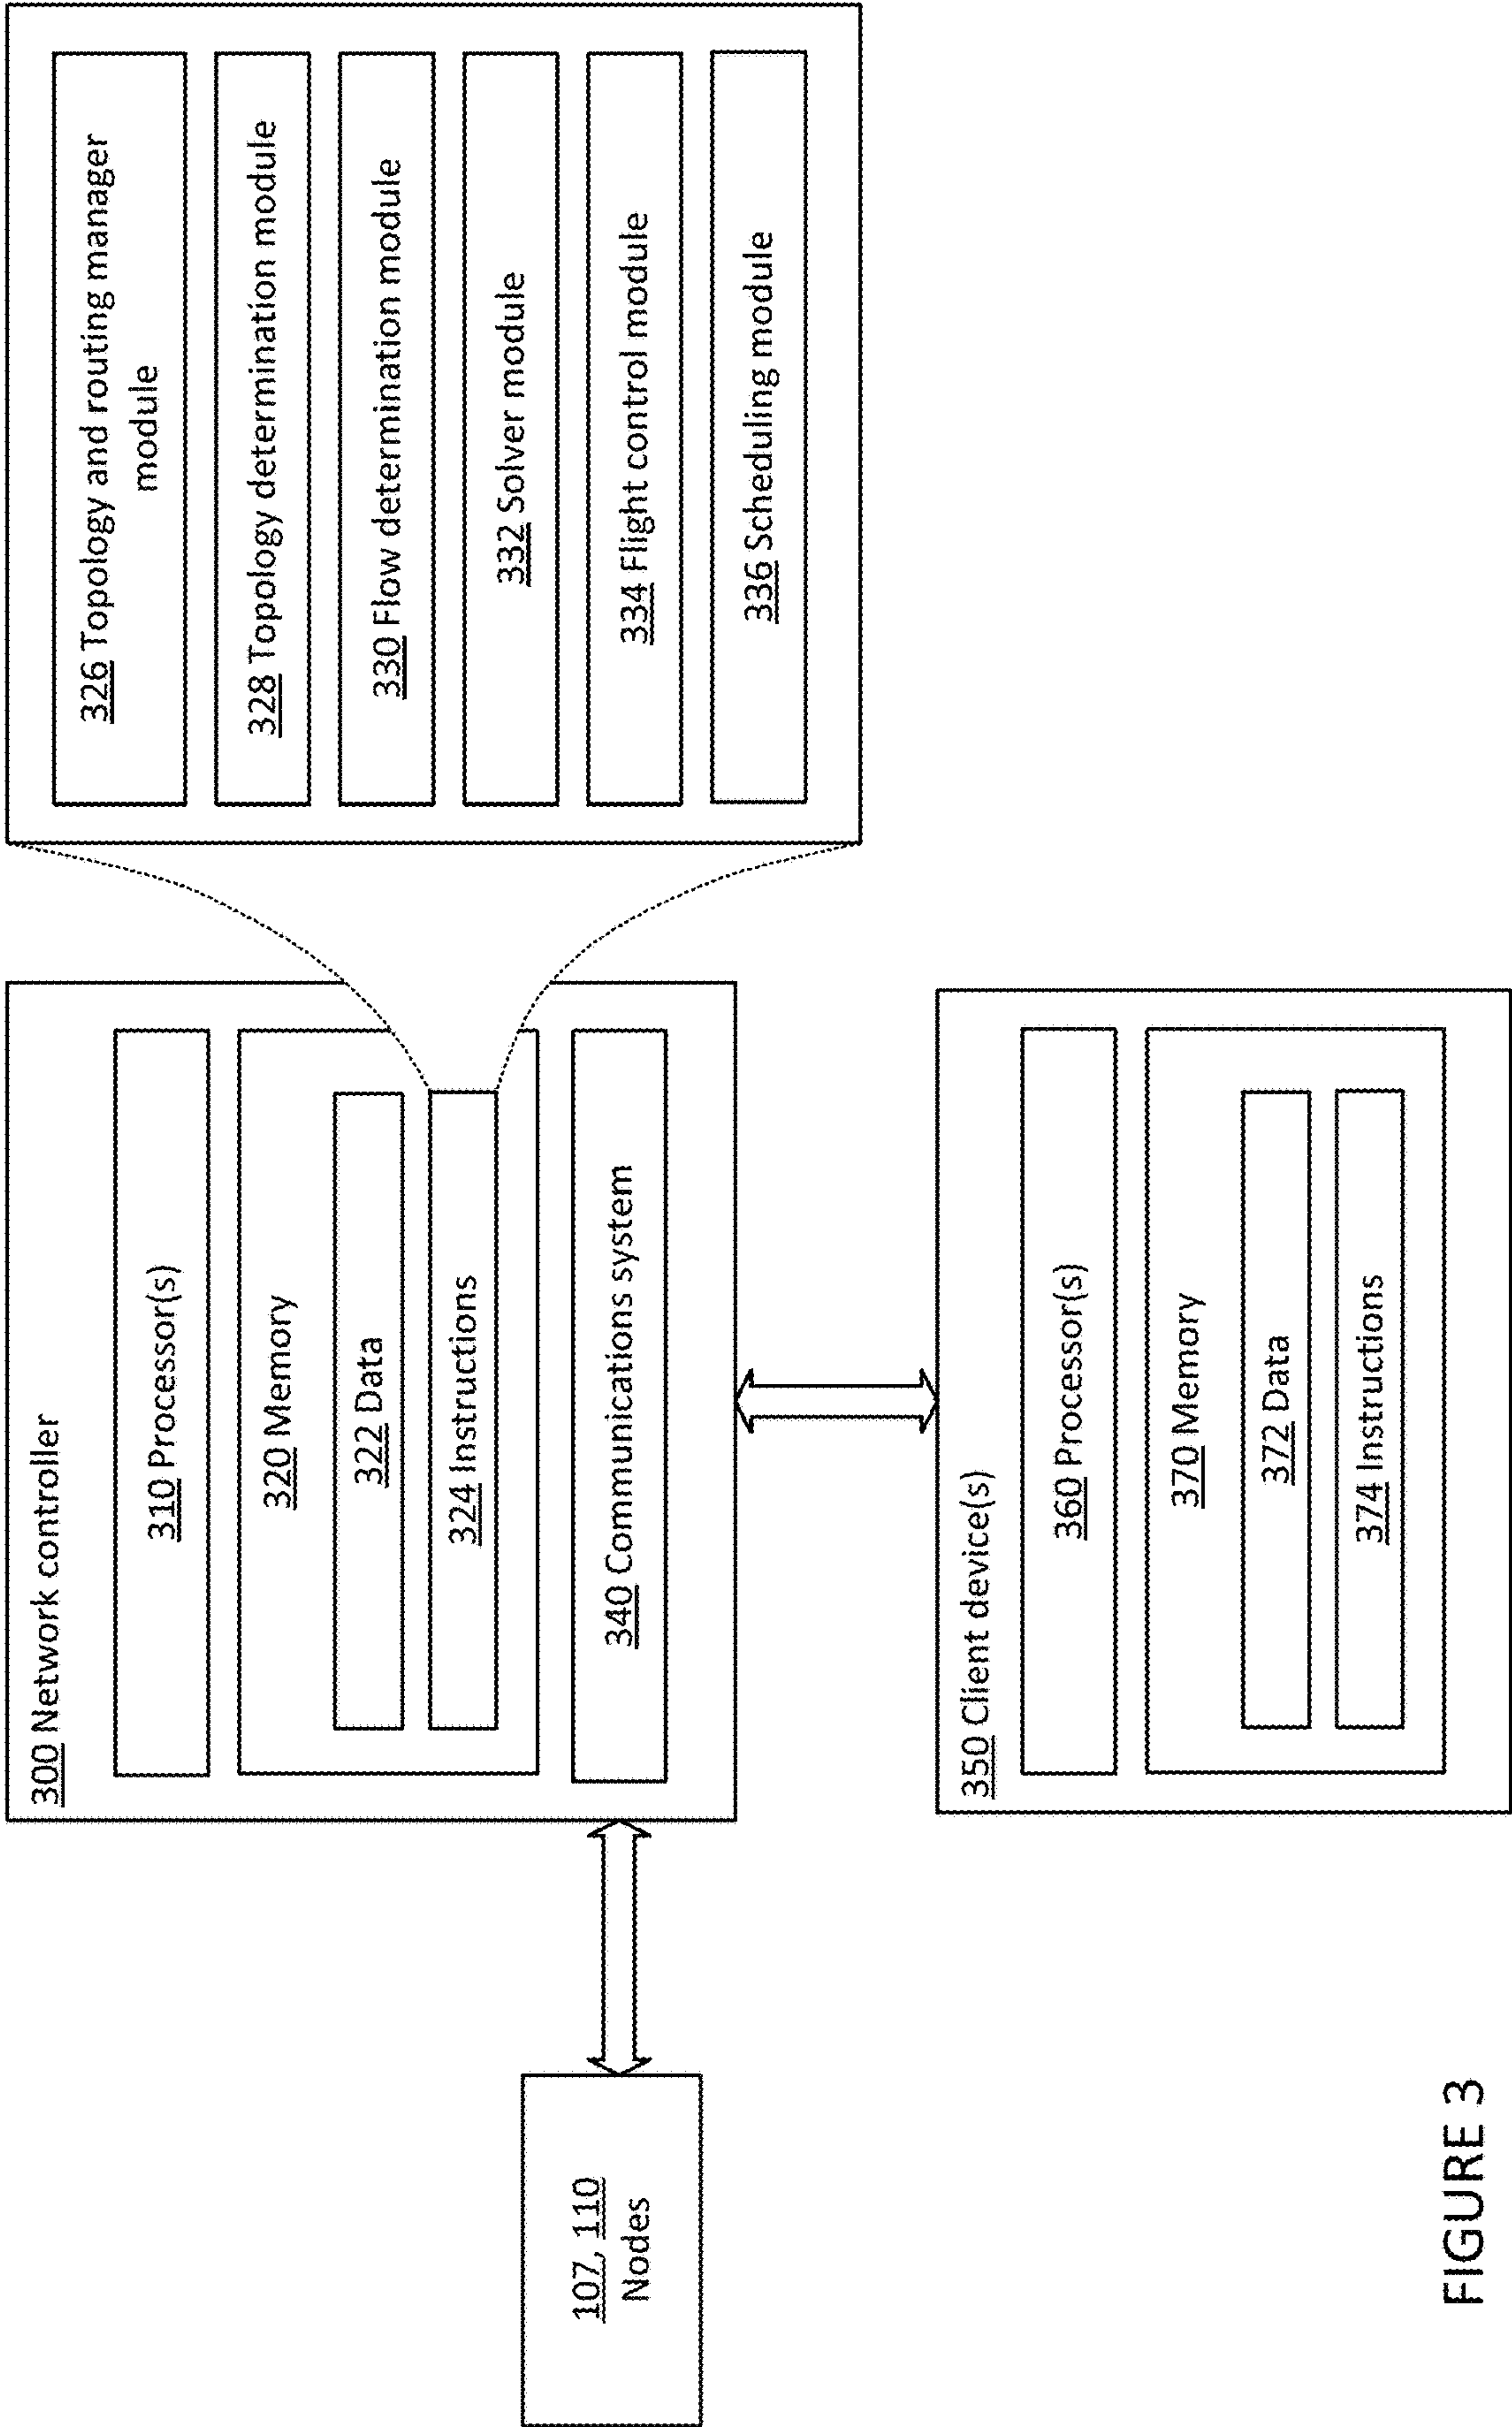 300 Network controller
310 Processor(s)
320 Memory
322 Data
324 Instructions
340 Communications system
326 Topology and routing manager
module
328 Topology determination module
330 Flow determination module
332 Solver module
334 Flight control module
336 Scheduling module
107, 110
Nodes
350 Client device(s)
360 Processor(s)
370 Memory
372 Data
374 Instructions
FIGURE 3